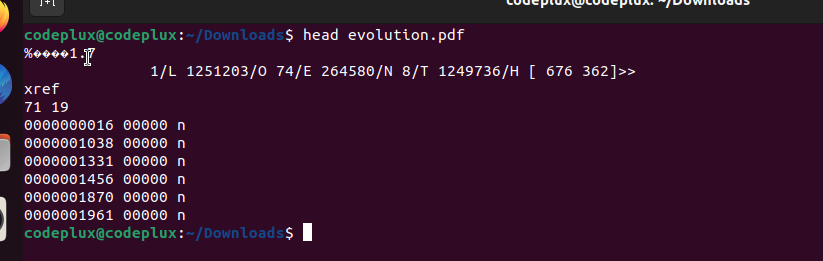 codeplux@codeplux: ~/Downloads
codeplux@codeplux:~/Downloads$ head evolution.pdf
%����1.7
1/L 1251203/O 74/E 264580/N 8/T 1249736/H [ 676 362]>>
xref
71 19
0000000016 00000 n
0000001038 00000 n
0000001331 00000 n
0000001456 00000 n
0000001870 00000 n
0000001961 00000 n
codeplux@codeplux:~/Downloads$